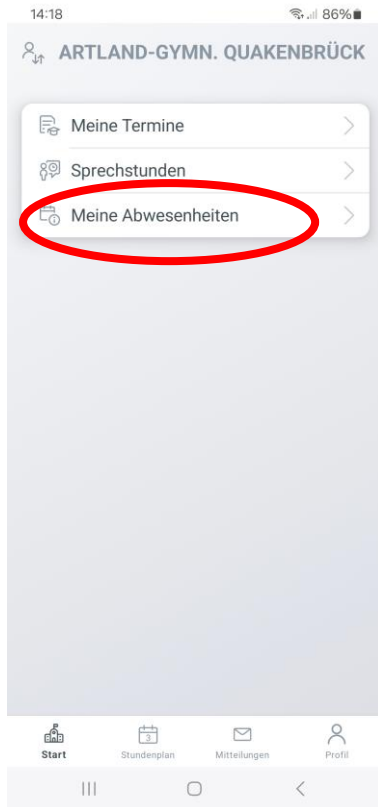 14:18 86%
ARTLAND-GYMN. QUAKENBRÜCK
Meine Termine
Sprechstunden
Meine Abwesenheiten
3
Start Stundenplan Mitteilungen Profil